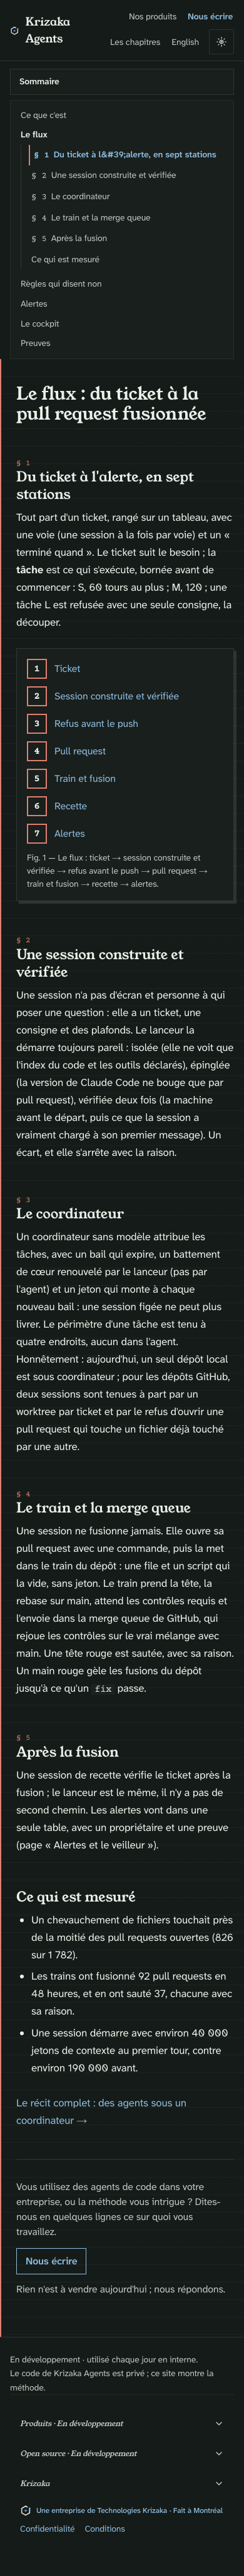 Krizaka
Agents
Nos produits
Nous écrire
Les chapitres
English
Sommaire
Ce que c'est
Le flux
§ 1 Du ticket à l&#39;alerte, en sept stations
§ 2 Une session construite et vérifiée
§ 3 Le coordinateur
§ 4 Le train et la merge queue
§ 5 Après la fusion
Ce qui est mesuré
Règles qui disent non
Alertes
Le cockpit
Preuves
Le flux : du ticket à la
pull request fusionnée
§ 1
Du ticket à l'alerte, en sept
stations
Tout part d'un ticket, rangé sur un tableau, avec
une voie (une session à la fois par voie) et un «
terminé quand ». Le ticket suit le besoin ; la
tâche est ce qui s'exécute, bornée avant de
commencer : S, 60 tours au plus ; M, 120 ; une
tâche L est refusée avec une seule consigne, la
découper.
1 Ticket
2 Session construite et vérifiée
3 Refus avant le push
4 Pull request
5 Train et fusion
6 Recette
7 Alertes
Fig. 1 — Le flux : ticket → session construite et
vérifiée → refus avant le push → pull request →
train et fusion → recette → alertes.
§ 2
Une session construite et
vérifiée
Une session n'a pas d'écran et personne à qui
poser une question : elle a un ticket, une
consigne et des plafonds. Le lanceur la
démarre toujours pareil : isolée (elle ne voit que
l'index du code et les outils déclarés), épinglée
(la version de Claude Code ne bouge que par
pull request), vérifiée deux fois (la machine
avant le départ, puis ce que la session a
vraiment chargé à son premier message). Un
écart, et elle s'arrête avec la raison.
§ 3
Le coordinateur
Un coordinateur sans modèle attribue les
tâches, avec un bail qui expire, un battement
de cœur renouvelé par le lanceur (pas par
l'agent) et un jeton qui monte à chaque
nouveau bail : une session figée ne peut plus
livrer. Le périmètre d'une tâche est tenu à
quatre endroits, aucun dans l'agent.
Honnêtement : aujourd'hui, un seul dépôt local
est sous coordinateur ; pour les dépôts GitHub,
deux sessions sont tenues à part par un
worktree par ticket et par le refus d'ouvrir une
pull request qui touche un fichier déjà touché
par une autre.
§ 4
Le train et la merge queue
Une session ne fusionne jamais. Elle ouvre sa
pull request avec une commande, puis la met
dans le train du dépôt : une file et un script qui
la vide, sans jeton. Le train prend la tête, la
rebase sur main, attend les contrôles requis et
l'envoie dans la merge queue de GitHub, qui
rejoue les contrôles sur le vrai mélange avec
main. Une tête rouge est sautée, avec sa raison.
Un main rouge gèle les fusions du dépôt
jusqu'à ce qu'un fix passe.
§ 5
Après la fusion
Une session de recette vérifie le ticket après la
fusion ; le lanceur est le même, il n'y a pas de
second chemin. Les alertes vont dans une
seule table, avec un propriétaire et une preuve
(page « Alertes et le veilleur »).
Ce qui est mesuré
• Un chevauchement de fichiers touchait près
de la moitié des pull requests ouvertes (826
sur 1 782).
• Les trains ont fusionné 92 pull requests en
48 heures, et en ont sauté 37, chacune avec
sa raison.
• Une session démarre avec environ 40 000
jetons de contexte au premier tour, contre
environ 190 000 avant.
Le récit complet : des agents sous un
coordinateur →
Vous utilisez des agents de code dans votre
entreprise, ou la méthode vous intrigue ? Dites-
nous en quelques lignes ce sur quoi vous
travaillez.
Nous écrire
Rien n'est à vendre aujourd'hui ; nous répondons.
En développement · utilisé chaque jour en interne.
Le code de Krizaka Agents est privé ; ce site montre la
méthode.
Produits · En développement
Open source · En développement
Krizaka
Une entreprise de Technologies Krizaka · Fait à Montréal
Confidentialité
Conditions